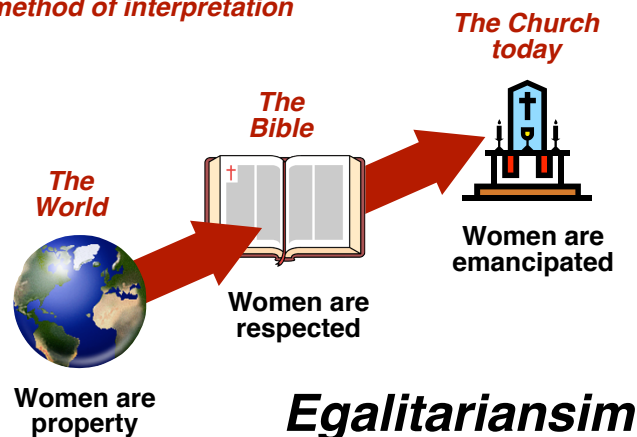 method of interpretation
The Church
today
The
Bible
The
World
Women are
emancipated
Women are
respected
Women are
property
Egalitariansim